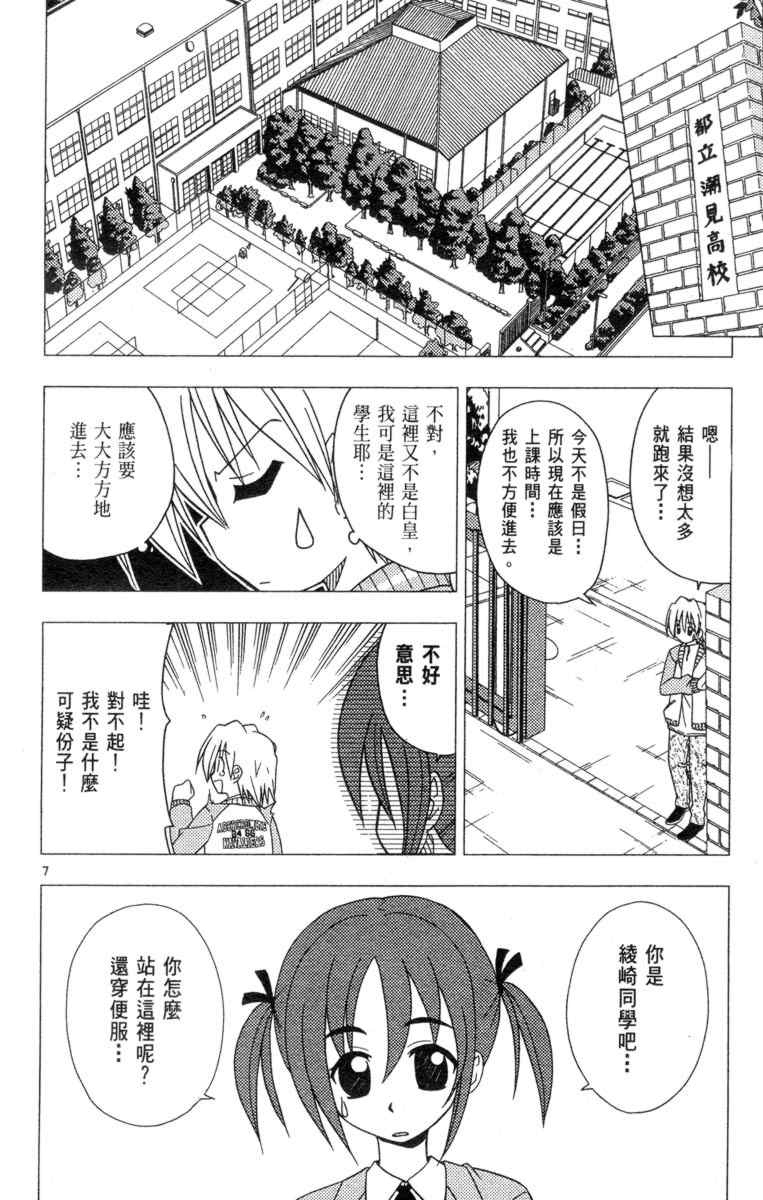 都立潮見高校
嗯──
結果沒想太多
就跑來了…
今天不是假日…
所以現在應該是
上課時間…
我也不方便進去。
不對，
這裡又不是白皇，
我可是這裡的
學生耶…
應該要
大大方方地
進去…
不好
意思…
哇！
對不起！
我不是什麼
可疑份子！
7
你是
綾崎同學吧…
你怎麼
站在這裡呢？
還穿便服…